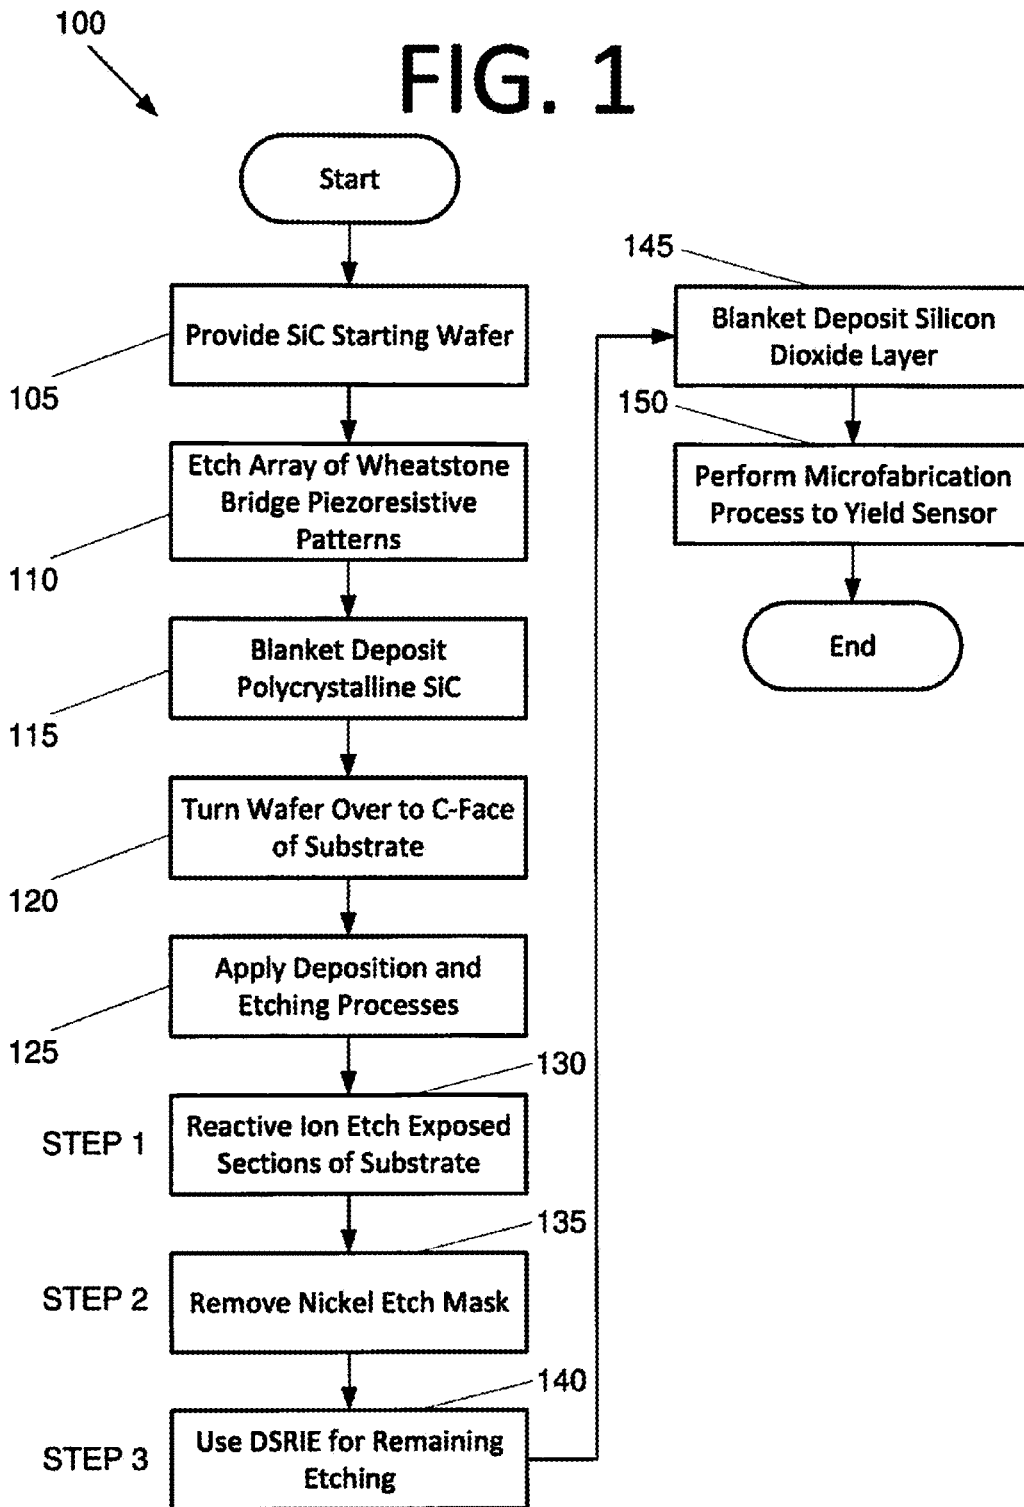 100
FIG. 1
Start
Provide SiC Starting Wafer
105
Etch Array of Wheatstone
Bridge Piezoresistive
Patterns
110
Blanket Deposit
Polycrystalline SiC
115
Turn Wafer Over to C-Face
of Substrate
120
Apply Deposition and
Etching Processes
125
130
STEP 1
Reactive Ion Etch Exposed
Sections of Substrate
135
STEP 2
Remove Nickel Etch Mask
140
STEP 3
Use DSRIE for Remaining
Etching
145
Blanket Deposit Silicon
Dioxide Layer
150
Perform Microfabrication
Process to Yield Sensor
End